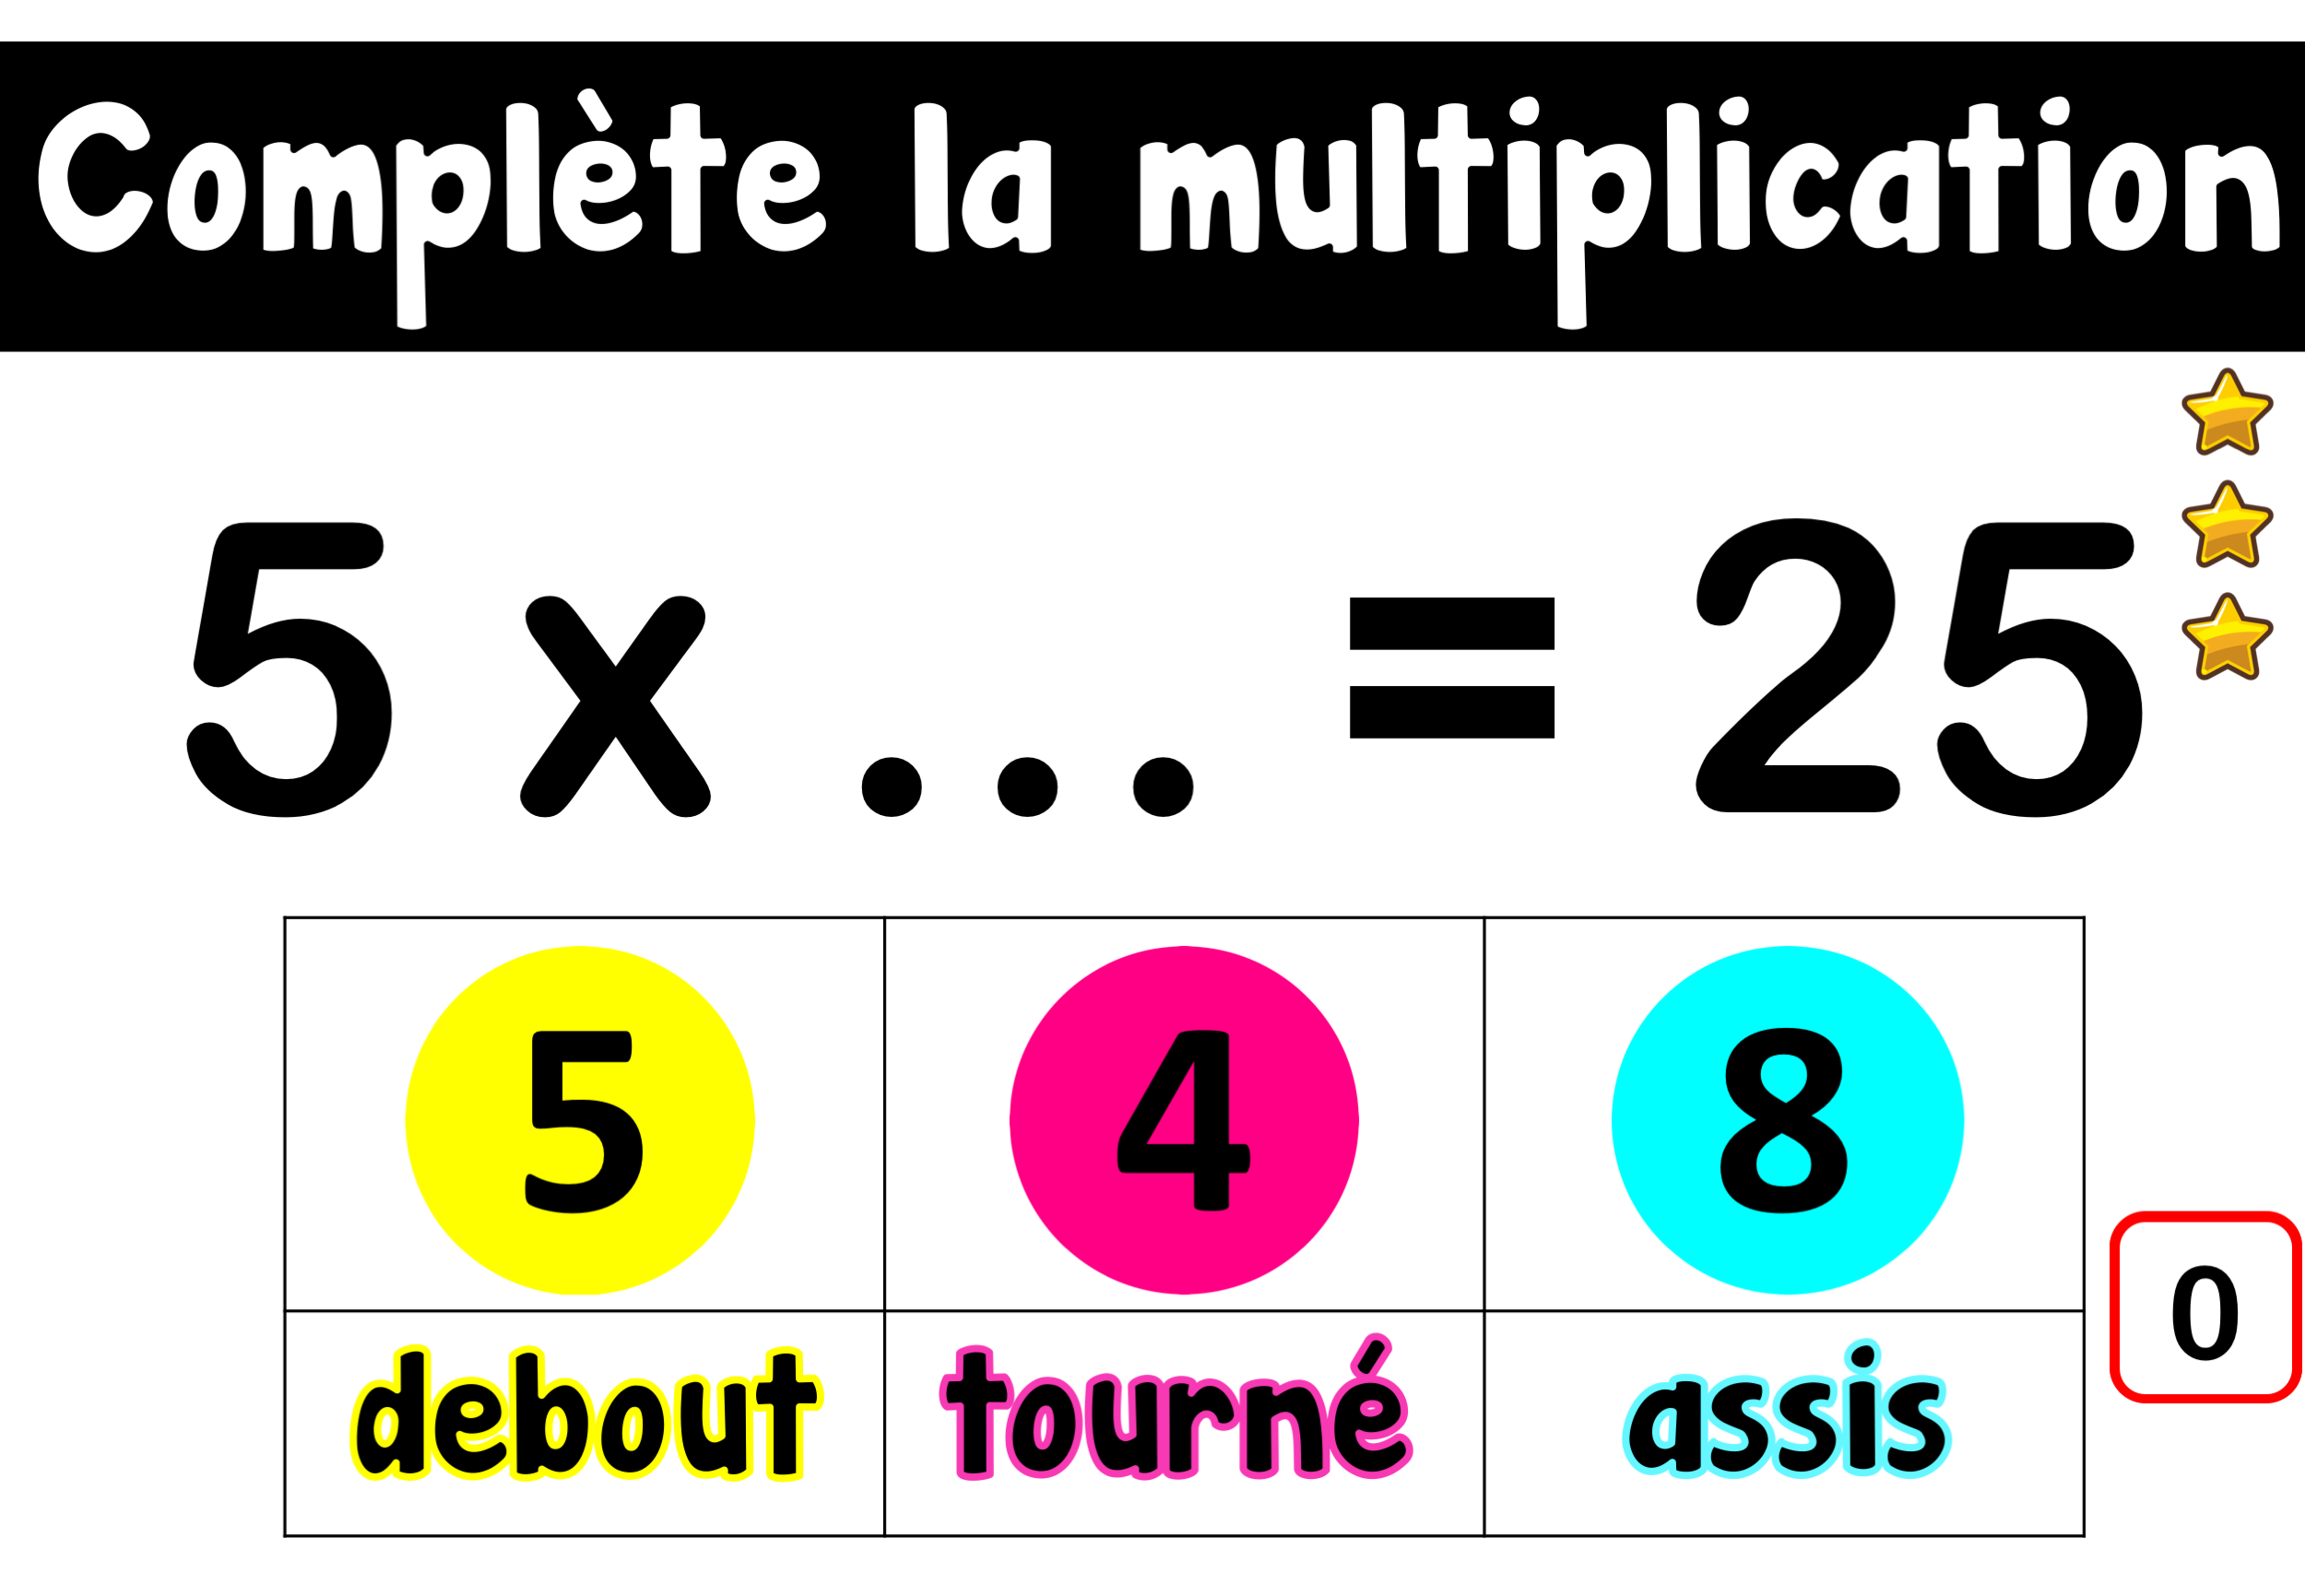 Complète la multiplication
5 x ... = 25
5 4 8
debout tourné assis
0